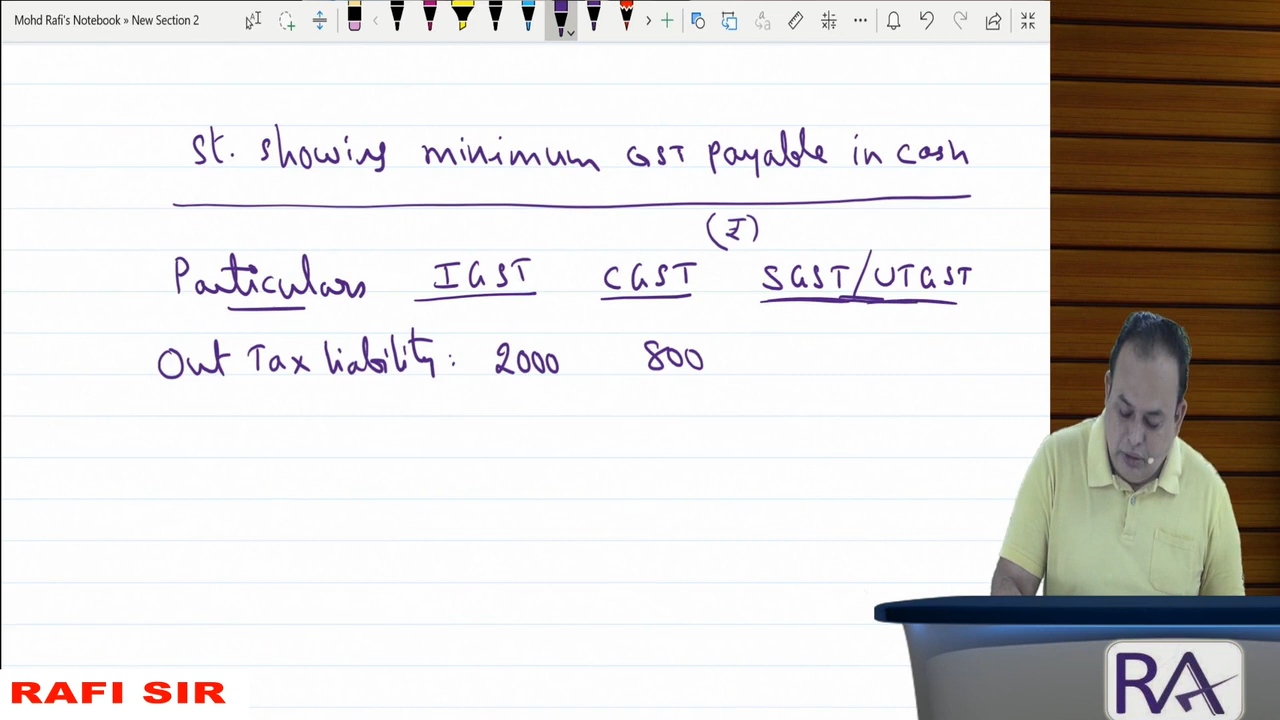 Mohd Rafi's Notebook » New Section 2
St. showing minimum GST payable in cash
(₹)
Particulars IGST CGST SGST/UTGST
Out Tax liability: 2000 800
RAFI SIR
RA